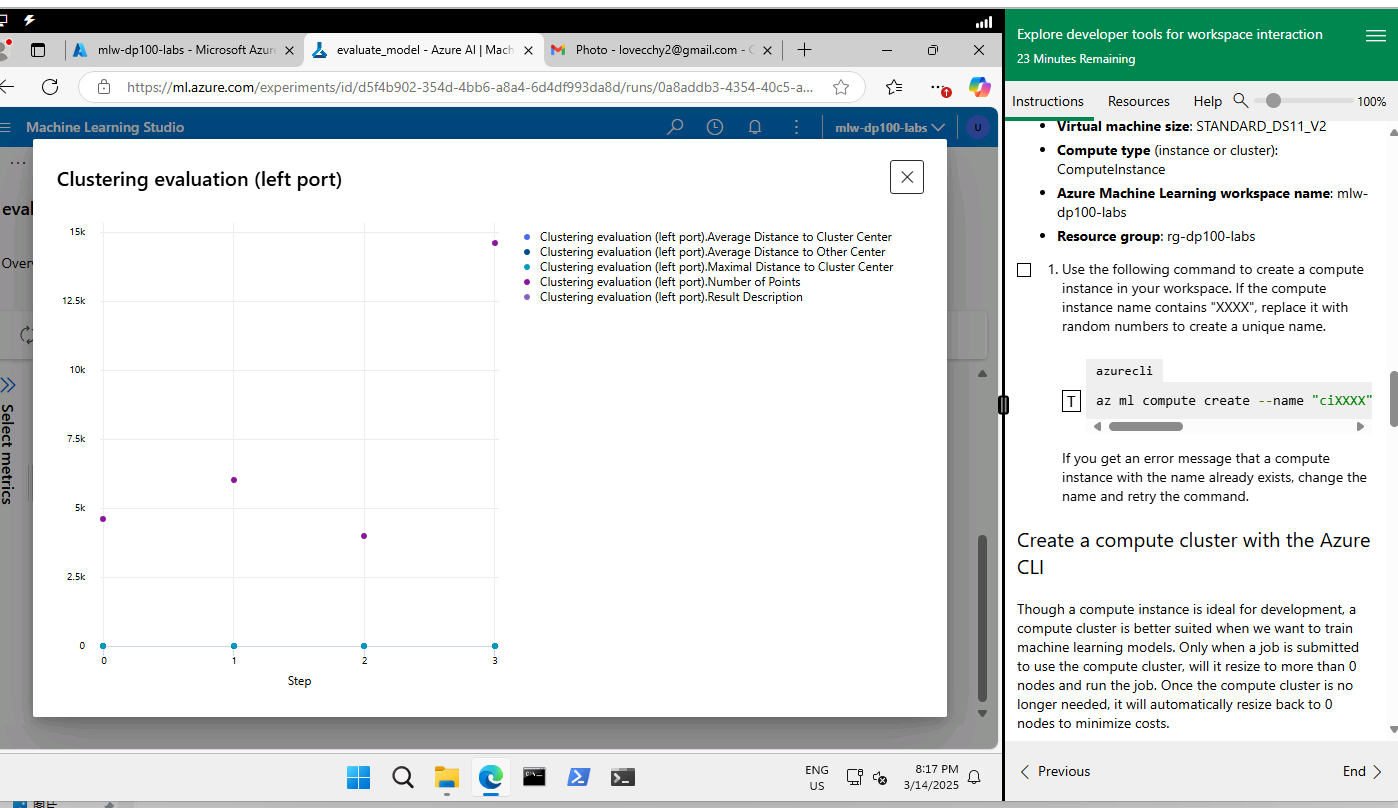 mlw-dp100-labs - Microsoft Azure
evaluate_model - Azure AI | Mach
Photo - lovecchy2@gmail.com - G
https://ml.azure.com/experiments/id/d5f4b902-354d-4bb6-a8a4-6d4df993da8d/runs/0a8addb3-4354-40c5-a...
Machine Learning Studio
mlw-dp100-labs
U
eval
Over
Select metrics
Clustering evaluation (left port)
15k
12.5k
10k
7.5k
5k
2.5k
0
0 1 2 3
Step
Clustering evaluation (left port).Average Distance to Cluster Center
Clustering evaluation (left port).Average Distance to Other Center
Clustering evaluation (left port).Maximal Distance to Cluster Center
Clustering evaluation (left port).Number of Points
Clustering evaluation (left port).Result Description
ENG
US
8:17 PM
3/14/2025
图片
Explore developer tools for workspace interaction
23 Minutes Remaining
Instructions Resources Help 100%
• Virtual machine size: STANDARD_DS11_V2
• Compute type (instance or cluster):
ComputeInstance
• Azure Machine Learning workspace name: mlw-
dp100-labs
• Resource group: rg-dp100-labs
1. Use the following command to create a compute
instance in your workspace. If the compute
instance name contains "XXXX", replace it with
random numbers to create a unique name.
azurecli
T
az ml compute create --name "ciXXXX"
If you get an error message that a compute
instance with the name already exists, change the
name and retry the command.
Create a compute cluster with the Azure
CLI
Though a compute instance is ideal for development, a
compute cluster is better suited when we want to train
machine learning models. Only when a job is submitted
to use the compute cluster, will it resize to more than 0
nodes and run the job. Once the compute cluster is no
longer needed, it will automatically resize back to 0
nodes to minimize costs.
Previous
End